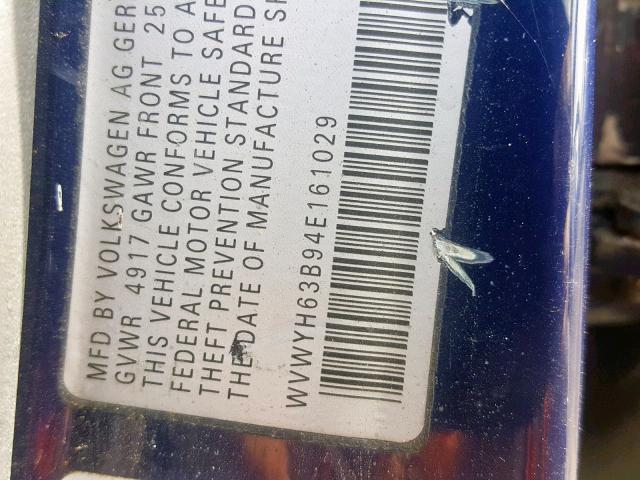 MFD BY VOLKSWAGEN AG GER
GVWR 4917 GAWR FRONT 25
THIS VEHICLE CONFORMS TO A
FEDERAL MOTOR VEHICLE SAFE
THEFT PREVENTION STANDARD
THE DATE OF MANUFACTURE SH
WVWYH63B94E161029